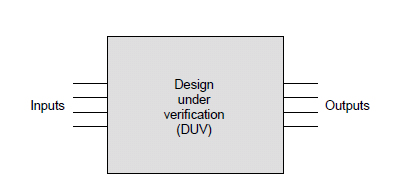 Inputs
Design
under
verification
(DUV)
Outputs